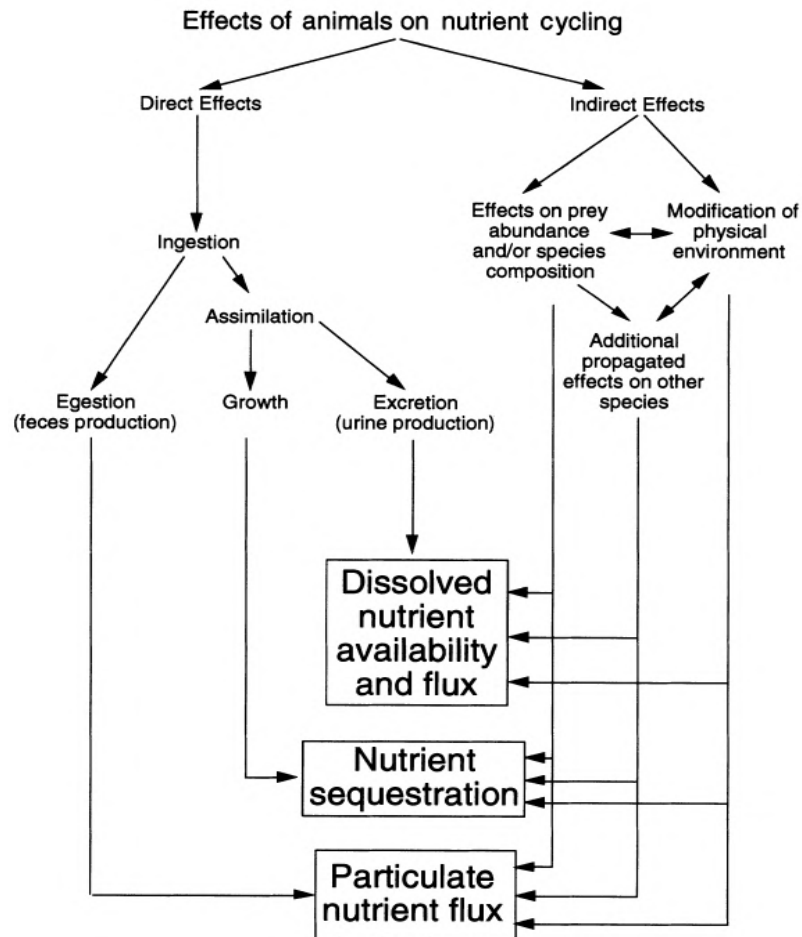 Effects of animals on nutrient cycling
Direct Effects
Indirect Effects
Ingestion
Effects on prey
abundance
and/or species
composition
Modification of
physical
environment
Assimilation
Additional
propagated
effects on other
species
Egestion
(feces production)
Growth
Excretion
(urine production)
Dissolved
nutrient
availability
and flux
Nutrient
sequestration
Particulate
nutrient flux